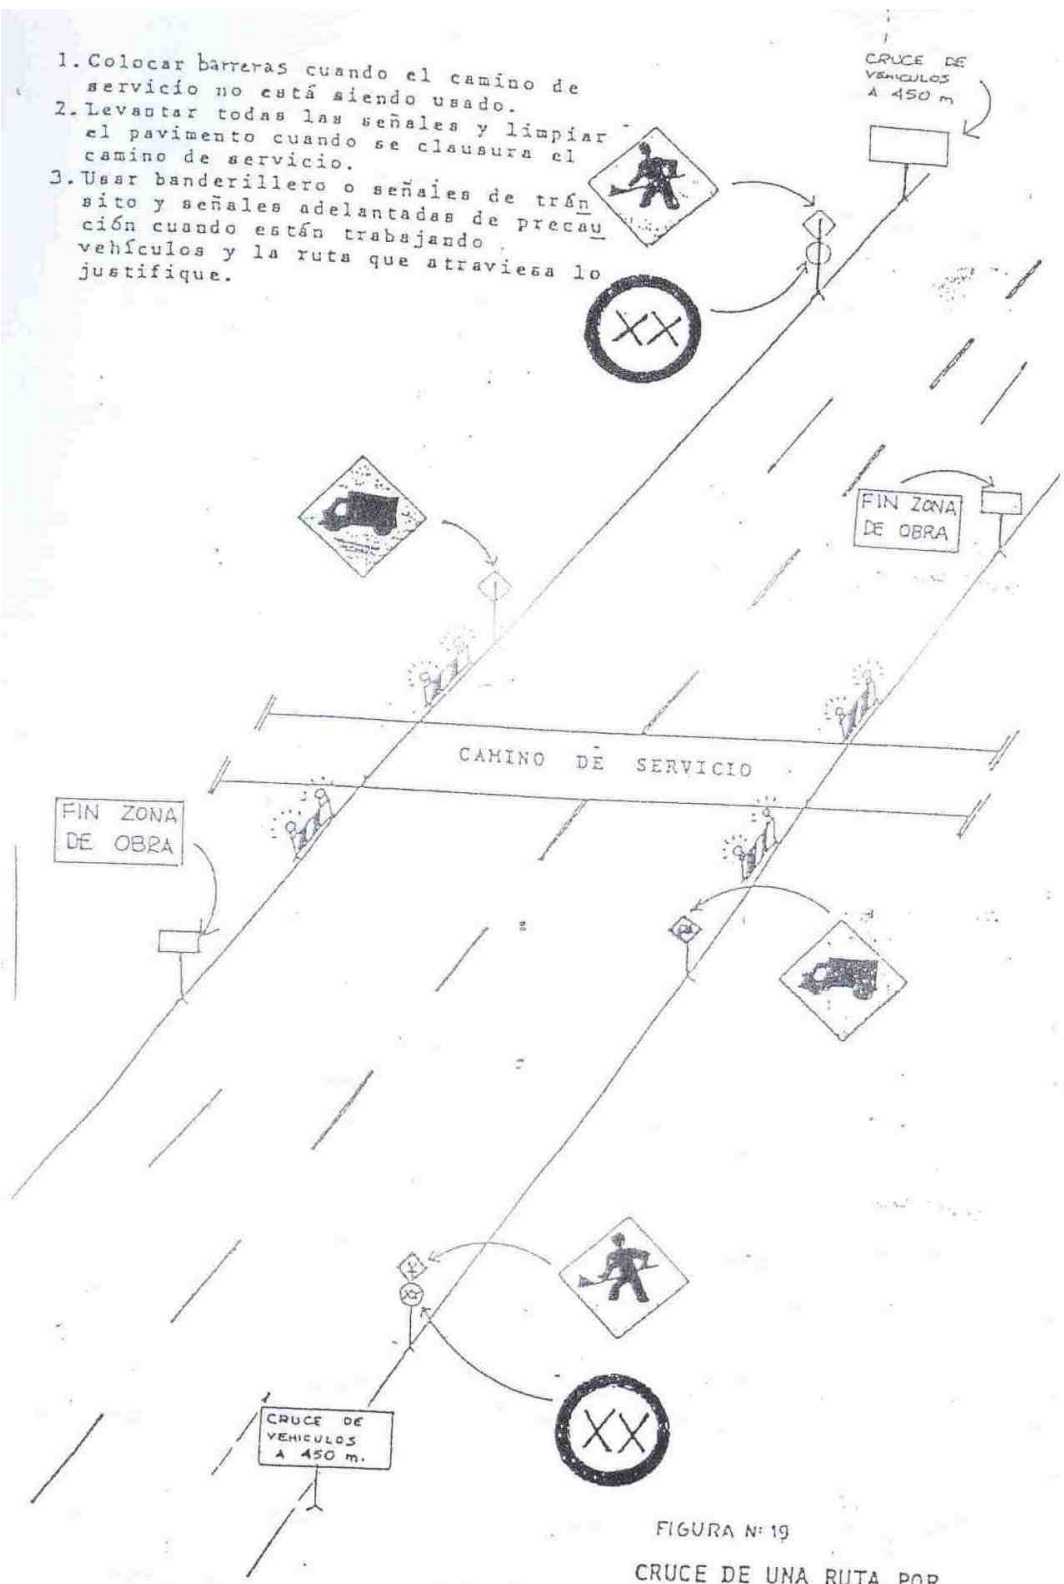 1. Colocar barreras cuando el camino de
servicio no está siendo usado.
2. Levantar todas las señales y limpiar
el pavimento cuando se clausura el
camino de servicio.
3. Usar banderillero o señales de trán
sito y señales adelantadas de precau
ción cuando están trabajando
vehículos y la ruta que atraviesa lo
justifique.
CRUCE DE
VEHICULOS
A 450 m
XX
FIN ZONA
DE OBRA
CAMINO DE SERVICIO
FIN ZONA
DE OBRA
XX
XX
CRUCE DE
VEHICULOS
A 450 m.
FIGURA Nº 19
CRUCE DE UNA RUTA POR